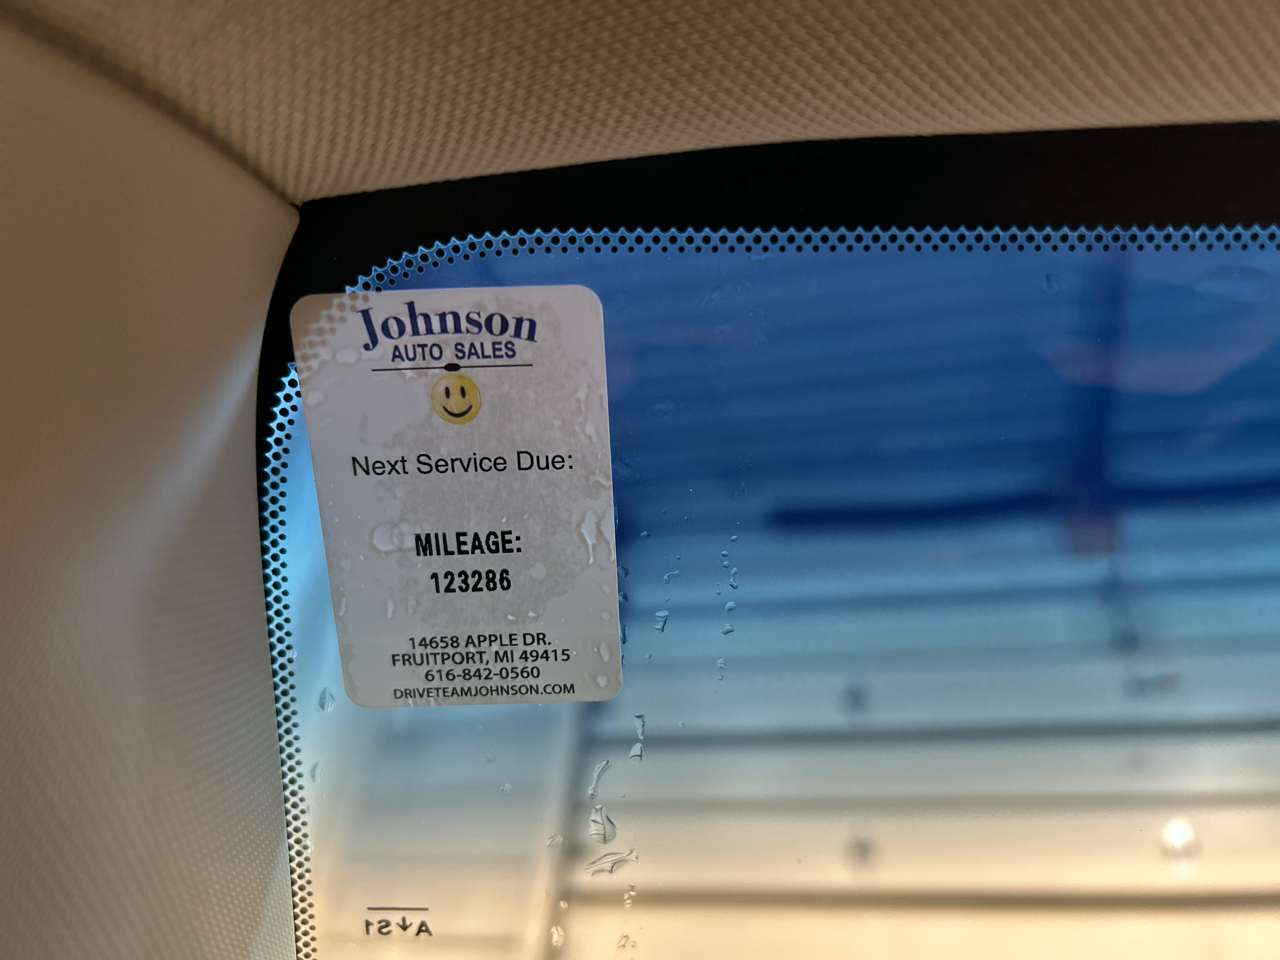 Johnson
AUTO SALES
Next Service Due:
MILEAGE:
123286
14658 APPLE DR.
FRUITPORT, MI 49415
616-842-0560
DRIVETEAMJOHNSON.COM
AS1